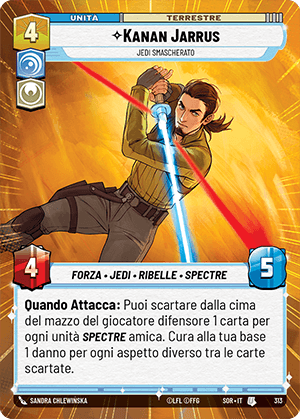 UNITÀ
TERRESTRE
4
✧KANAN JARRUS
JEDI SMASCHERATO
4
5
FORZA • JEDI • RIBELLE • SPECTRE
Quando Attacca: Puoi scartare dalla cima
del mazzo del giocatore difensore 1 carta per
ogni unità SPECTRE amica. Cura alla tua base
1 danno per ogni aspetto diverso tra le carte
scartate.
SANDRA CHLEWIŃSKA
©LFL ©FFG
SOR • IT
313